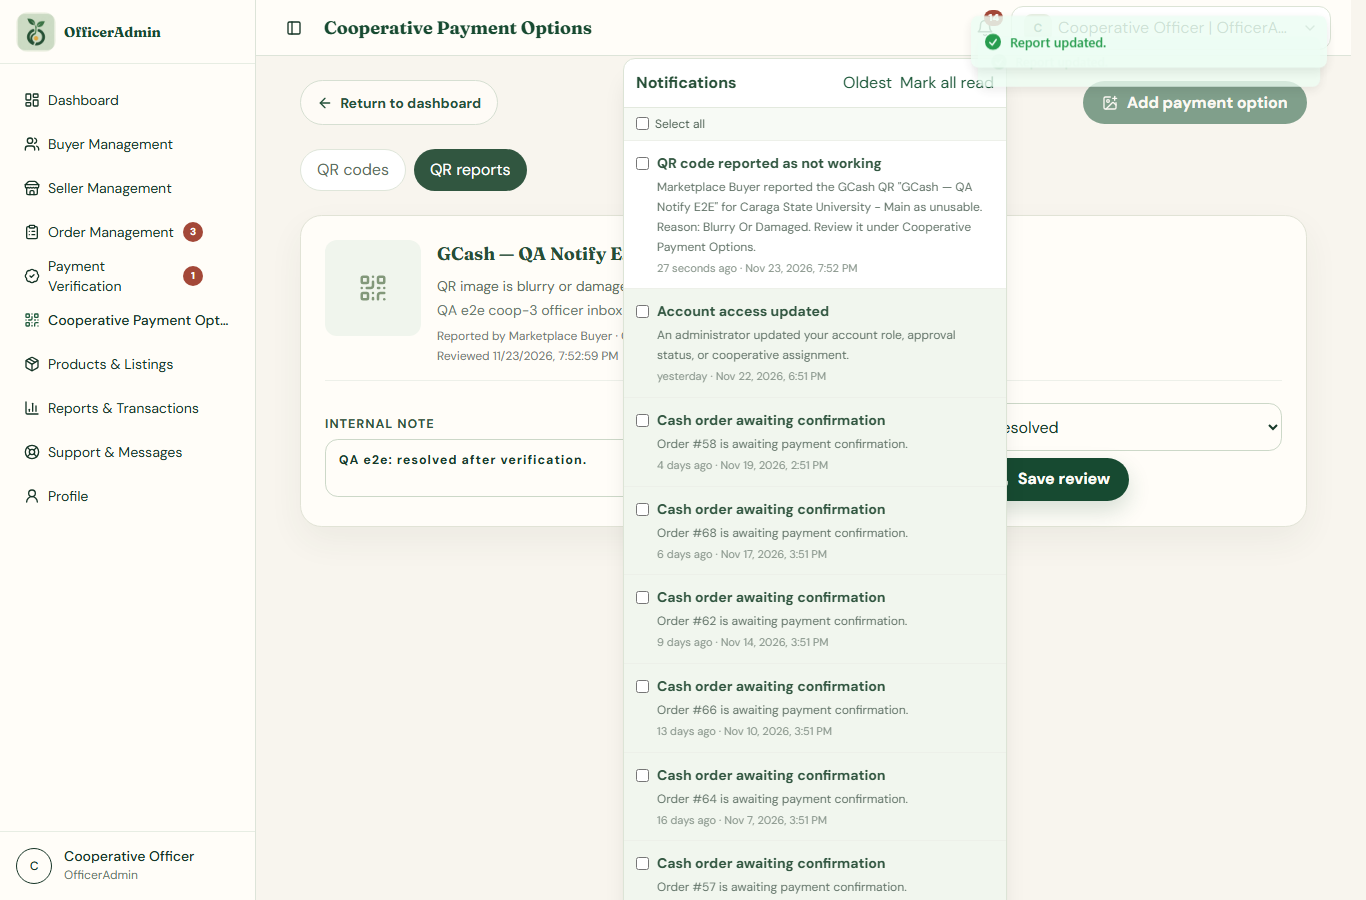 OfficerAdmin
Dashboard
Buyer Management
Seller Management
Order Management 3
Payment Verification 1
Cooperative Payment Opt...
Products & Listings
Reports & Transactions
Support & Messages
Profile
C
Cooperative Officer
OfficerAdmin
Cooperative Payment Options
14
C
Cooperative Officer | OfficerA...
Report updated.
Return to dashboard
Add payment option
QR codes
QR reports
GCash — QA Notify E
QR image is blurry or damage
QA e2e coop-3 officer inbox
Reported by Marketplace Buyer ·
Reviewed 11/23/2026, 7:52:59 PM
INTERNAL NOTE
QA e2e: resolved after verification.
esolved
Save review
Notifications
Oldest
Mark all read
Select all
QR code reported as not working
Marketplace Buyer reported the GCash QR "GCash — QA
Notify E2E" for Caraga State University - Main as unusable.
Reason: Blurry Or Damaged. Review it under Cooperative
Payment Options.
27 seconds ago · Nov 23, 2026, 7:52 PM
Account access updated
An administrator updated your account role, approval
status, or cooperative assignment.
yesterday · Nov 22, 2026, 6:51 PM
Cash order awaiting confirmation
Order #58 is awaiting payment confirmation.
4 days ago · Nov 19, 2026, 2:51 PM
Cash order awaiting confirmation
Order #68 is awaiting payment confirmation.
6 days ago · Nov 17, 2026, 3:51 PM
Cash order awaiting confirmation
Order #62 is awaiting payment confirmation.
9 days ago · Nov 14, 2026, 3:51 PM
Cash order awaiting confirmation
Order #66 is awaiting payment confirmation.
13 days ago · Nov 10, 2026, 3:51 PM
Cash order awaiting confirmation
Order #64 is awaiting payment confirmation.
16 days ago · Nov 7, 2026, 3:51 PM
Cash order awaiting confirmation
Order #57 is awaiting payment confirmation.